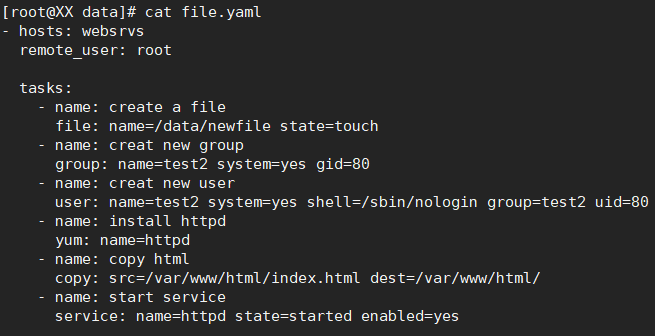 [root@XX data]# cat file.yaml
- hosts: websrvs
  remote_user: root

  tasks:
    - name: create a file
      file: name=/data/newfile state=touch
    - name: creat new group
      group: name=test2 system=yes gid=80
    - name: creat new user
      user: name=test2 system=yes shell=/sbin/nologin group=test2 uid=80
    - name: install httpd
      yum: name=httpd
    - name: copy html
      copy: src=/var/www/html/index.html dest=/var/www/html/
    - name: start service
      service: name=httpd state=started enabled=yes